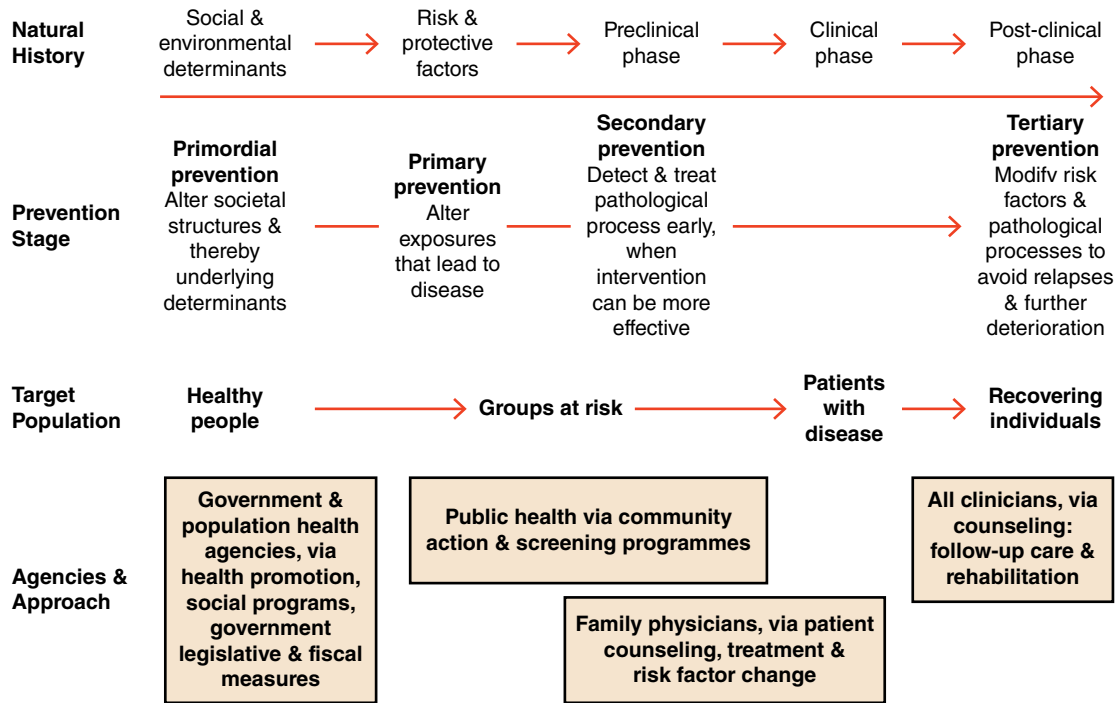 Natural
History
Social &
environmental
determinants
Risk &
protective
factors
Preclinical
phase
Clinical
phase
Post-clinical
phase
Prevention
Stage
Primordial
prevention
Alter societal
structures &
thereby
underlying
determinants
Primary
prevention
Alter
exposures
that lead to
disease
Secondary
prevention
Detect & treat
pathological
process early,
when
intervention
can be more
effective
Tertiary
prevention
Modifv risk
factors &
pathological
processes to
avoid relapses
& further
deterioration
Target
Population
Healthy
people
Groups at risk
Patients
with
disease
Recovering
individuals
Agencies &
Approach
Government &
population health
agencies, via
health promotion,
social programs,
government
legislative & fiscal
measures
Public health via community
action & screening programmes
Family physicians, via patient
counseling, treatment &
risk factor change
All clinicians, via
counseling:
follow-up care &
rehabilitation